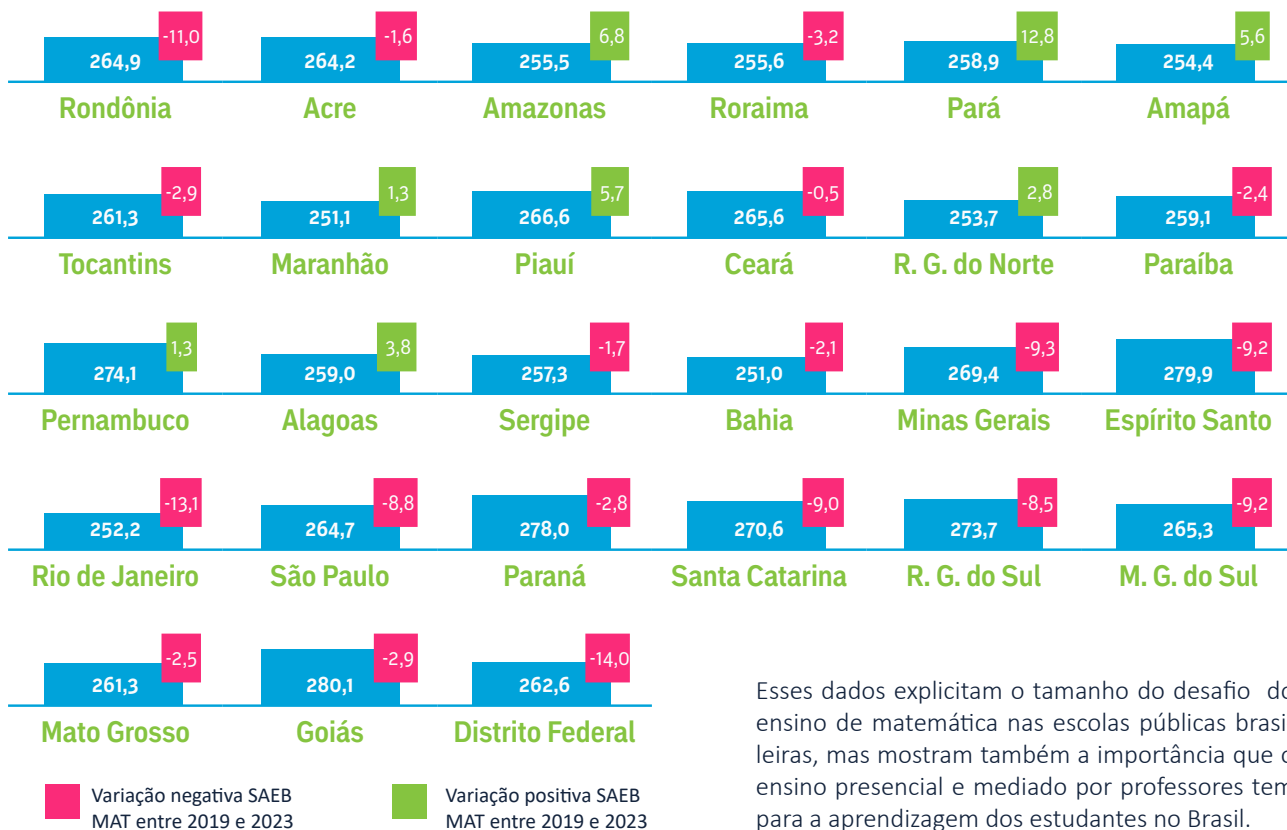 -11,0 -1,6 6,8 -3,2 12,8 5,6
264,9 264,2 255,5 255,6 258,9 254,4
Rondônia Acre Amazonas Roraima Pará Amapá
-2,9 1,3 5,7 -0,5 2,8 -2,4
261,3 251,1 266,6 265,6 253,7 259,1
Tocantins Maranhão Piauí Ceará R. G. do Norte Paraíba
1,3 3,8 -1,7 -2,1 -9,3 -9,2
274,1 259,0 257,3 251,0 269,4 279,9
Pernambuco Alagoas Sergipe Bahia Minas Gerais Espírito Santo
-13,1 -8,8 -2,8 -9,0 -8,5 -9,2
252,2 264,7 278,0 270,6 273,7 265,3
Rio de Janeiro São Paulo Paraná Santa Catarina R. G. do Sul M. G. do Sul
-2,5 -2,9 -14,0
261,3 280,1 262,6
Mato Grosso Goiás Distrito Federal
Variação negativa SAEB
MAT entre 2019 e 2023
Variação positiva SAEB
MAT entre 2019 e 2023
Esses dados explicitam o tamanho do desafio do
ensino de matemática nas escolas públicas brasi-
leiras, mas mostram também a importância que o
ensino presencial e mediado por professores tem
para a aprendizagem dos estudantes no Brasil.